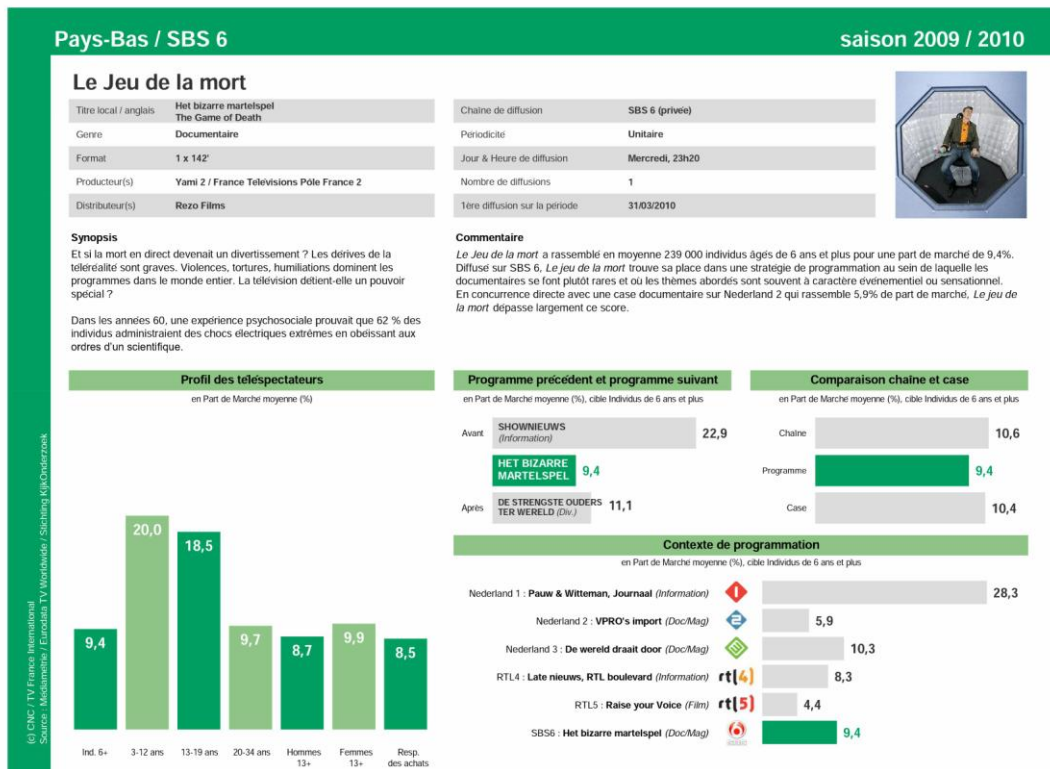 Pays-Bas / SBS 6
saison 2009 / 2010
Le Jeu de la mort
Titre local / anglais
Het bizarre martelspel
The Game of Death
Genre
Documentaire
Format
1 x 142'
Producteur(s)
Yami 2 / France Télévisions Pôle France 2
Distributeur(s)
Rezo Films
Chaîne de diffusion
SBS 6 (privée)
Périodicité
Unitaire
Jour & Heure de diffusion
Mercredi, 23h20
Nombre de diffusions
1
1ère diffusion sur la période
31/03/2010
Synopsis
Et si la mort en direct devenait un divertissement ? Les dérives de la
téléréalité sont graves. Violences, tortures, humiliations dominent les
programmes dans le monde entier. La télévision détient-elle un pouvoir
spécial ?
Dans les années 60, une expérience psychosociale prouvait que 62 % des
individus administraient des chocs électriques extrêmes en obéissant aux
ordres d'un scientifique.
Commentaire
Le Jeu de la mort a rassemblé en moyenne 239 000 individus âgés de 6 ans et plus pour une part de marché de 9,4%.
Diffusé sur SBS 6, Le jeu de la mort trouve sa place dans une stratégie de programmation au sein de laquelle les
documentaires se font plutôt rares et où les thèmes abordés sont souvent à caractère événementiel ou sensationnel.
En concurrence directe avec une case documentaire sur Nederland 2 qui rassemble 5,9% de part de marché, Le jeu de
la mort dépasse largement ce score.
Profil des téléspectateurs
en Part de Marché moyenne (%)
9,4
20,0
18,5
9,7
8,7
9,9
8,5
Ind. 6+
3-12 ans
13-19 ans
20-34 ans
Hommes
13+
Femmes
13+
Resp.
des achats
Programme précédent et programme suivant
en Part de Marché moyenne (%), cible Individus de 6 ans et plus
Avant
SHOWNIEUWS
(Information)
22,9
HET BIZARRE
MARTELSPEL
9,4
Après
DE STRENGSTE OUDERS
TER WERELD (Div.)
11,1
Comparaison chaîne et case
en Part de Marché moyenne (%), cible Individus de 6 ans et plus
Chaîne
10,6
Programme
9,4
Case
10,4
Contexte de programmation
en Part de Marché moyenne (%), cible Individus de 6 ans et plus
Nederland 1 : Pauw & Witteman, Journaal (Information)
28,3
Nederland 2 : VPRO's import (Doc/Mag)
2
5,9
Nederland 3 : De wereld draait door (Doc/Mag)
3
10,3
RTL4 : Late nieuws, RTL boulevard (Information)
rtl 4
8,3
RTL5 : Raise your Voice (Film)
rtl 5
4,4
SBS6 : Het bizarre martelspel (Doc/Mag)
6
9,4
(c) CNC / TV France International
Source : Médiamétrie / Eurodata TV Worldwide / Stichting KijkOnderzoek